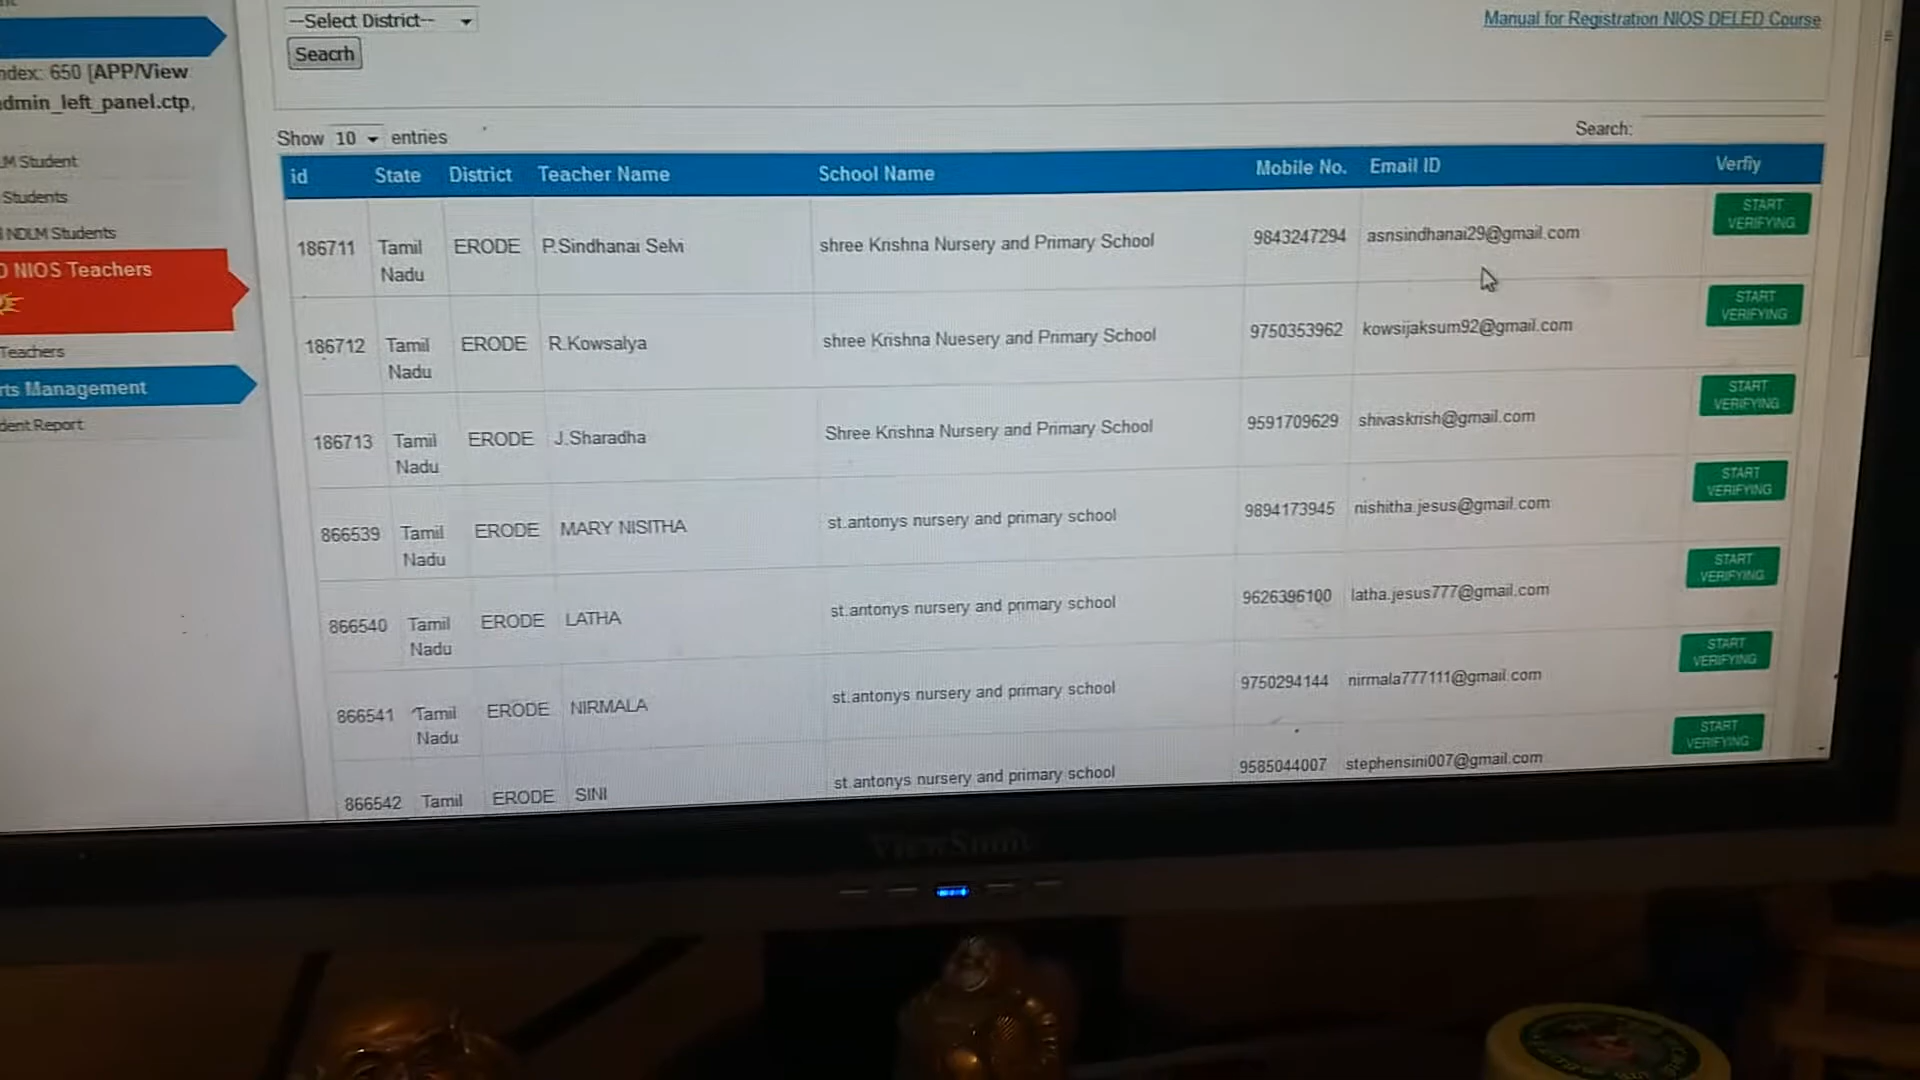 --Select District--
Manual for Registration NIOS DELED Course
Seacrh
ndex: 650 [APP/View
dmin_left_panel.ctp,
Show 10 entries
Search:
id State District Teacher Name School Name Mobile No. Email ID Verfiy
186711 Tamil Nadu ERODE P.Sindhanai Selvi shree Krishna Nursery and Primary School 9843247294 asnsindhanai29@gmail.com START VERIFYING
186712 Tamil Nadu ERODE R.Kowsalya shree Krishna Nuesery and Primary School 9750353962 kowsijaksum92@gmail.com START VERIFYING
186713 Tamil Nadu ERODE J.Sharadha Shree Krishna Nursery and Primary School 9591709629 shivaskrish@gmail.com START VERIFYING
866539 Tamil Nadu ERODE MARY NISITHA st.antonys nursery and primary school 9894173945 nishitha.jesus@gmail.com START VERIFYING
866540 Tamil Nadu ERODE LATHA st.antonys nursery and primary school 9626396100 latha.jesus777@gmail.com START VERIFYING
866541 Tamil Nadu ERODE NIRMALA st.antonys nursery and primary school 9750294144 nirmala777111@gmail.com START VERIFYING
866542 Tamil ERODE SINI st.antonys nursery and primary school 9585044007 stephensini007@gmail.com START VERIFYING
LM Student
Students
NDLM Students
NIOS Teachers
Teachers
rts Management
dent Report